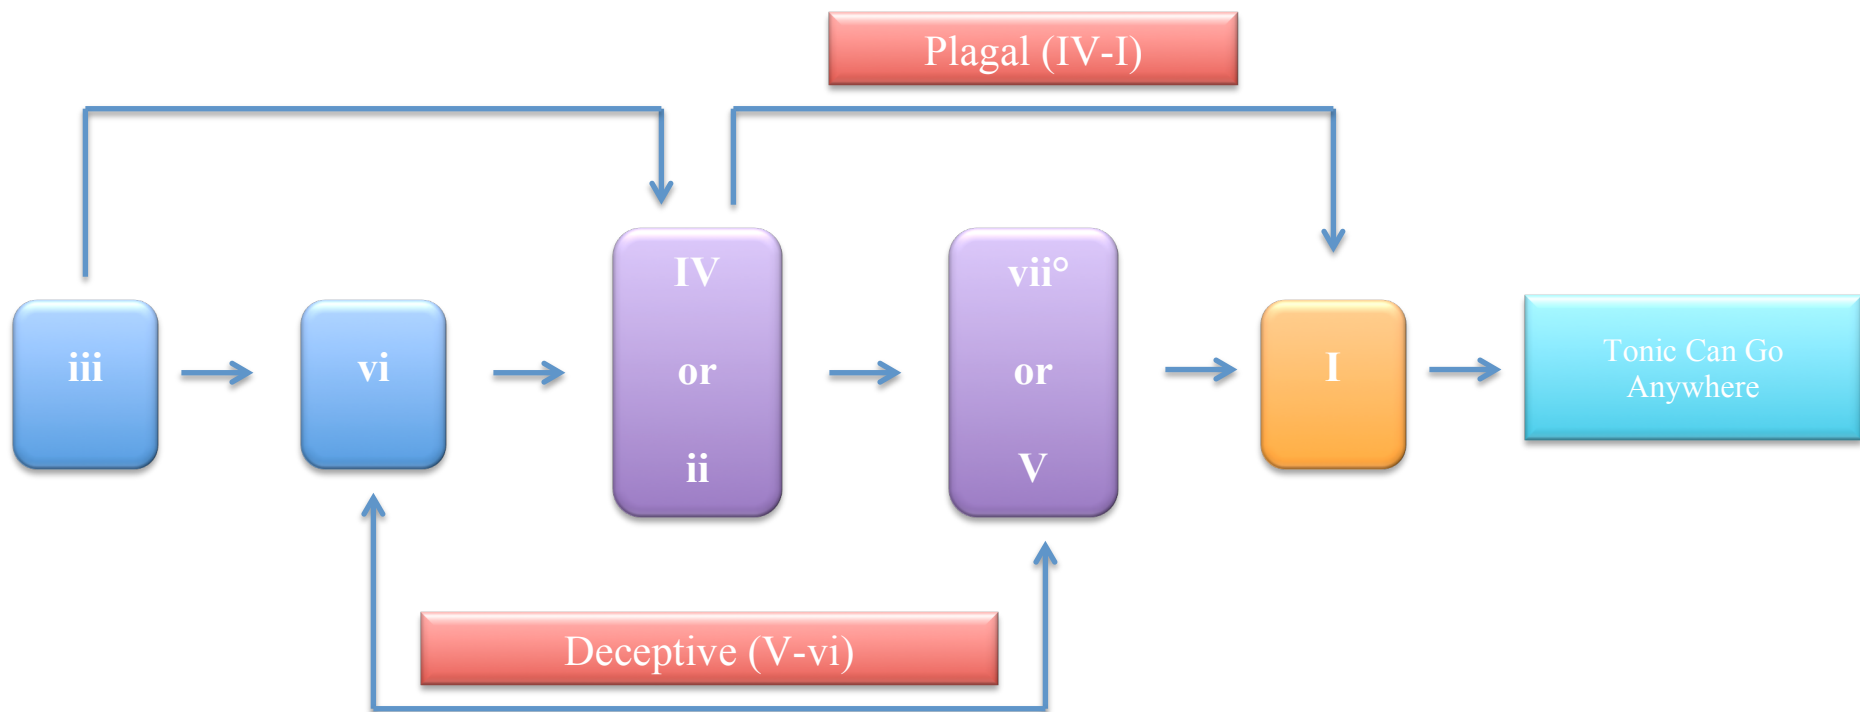 Plagal (IV-I)
iii
vi
IV
or
ii
vii°
or
V
I
Tonic Can Go
Anywhere
Deceptive (V-vi)